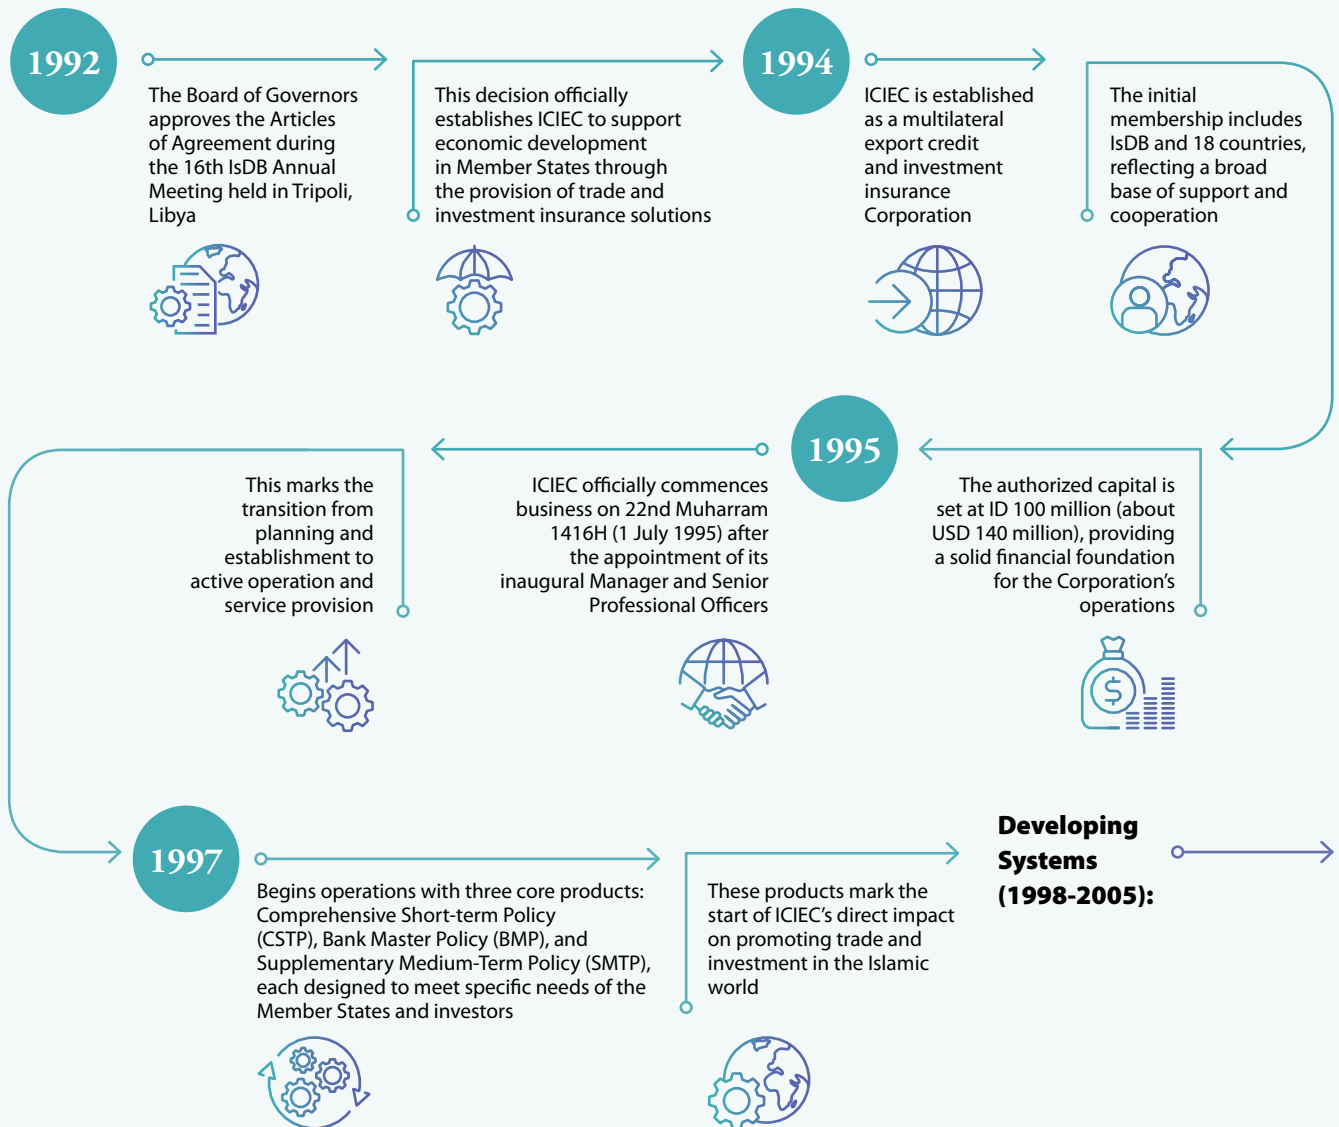 1992
The Board of Governors
approves the Articles
of Agreement during
the 16th IsDB Annual
Meeting held in Tripoli,
Libya
This decision officially
establishes ICIEC to support
economic development
in Member States through
the provision of trade and
investment insurance solutions
1994
ICIEC is established
as a multilateral
export credit
and investment
insurance
Corporation
The initial
membership includes
IsDB and 18 countries,
reflecting a broad
base of support and
cooperation
The authorized capital is
set at ID 100 million (about
USD 140 million), providing
a solid financial foundation
for the Corporation’s
operations
$
1995
ICIEC officially commences
business on 22nd Muharram
1416H (1 July 1995) after
the appointment of its
inaugural Manager and Senior
Professional Officers
This marks the
transition from
planning and
establishment to
active operation and
service provision
1997
Begins operations with three core products:
Comprehensive Short-term Policy
(CSTP), Bank Master Policy (BMP), and
Supplementary Medium-Term Policy (SMTP),
each designed to meet specific needs of the
Member States and investors
These products mark the
start of ICIEC’s direct impact
on promoting trade and
investment in the Islamic
world
Developing
Systems
(1998-2005):